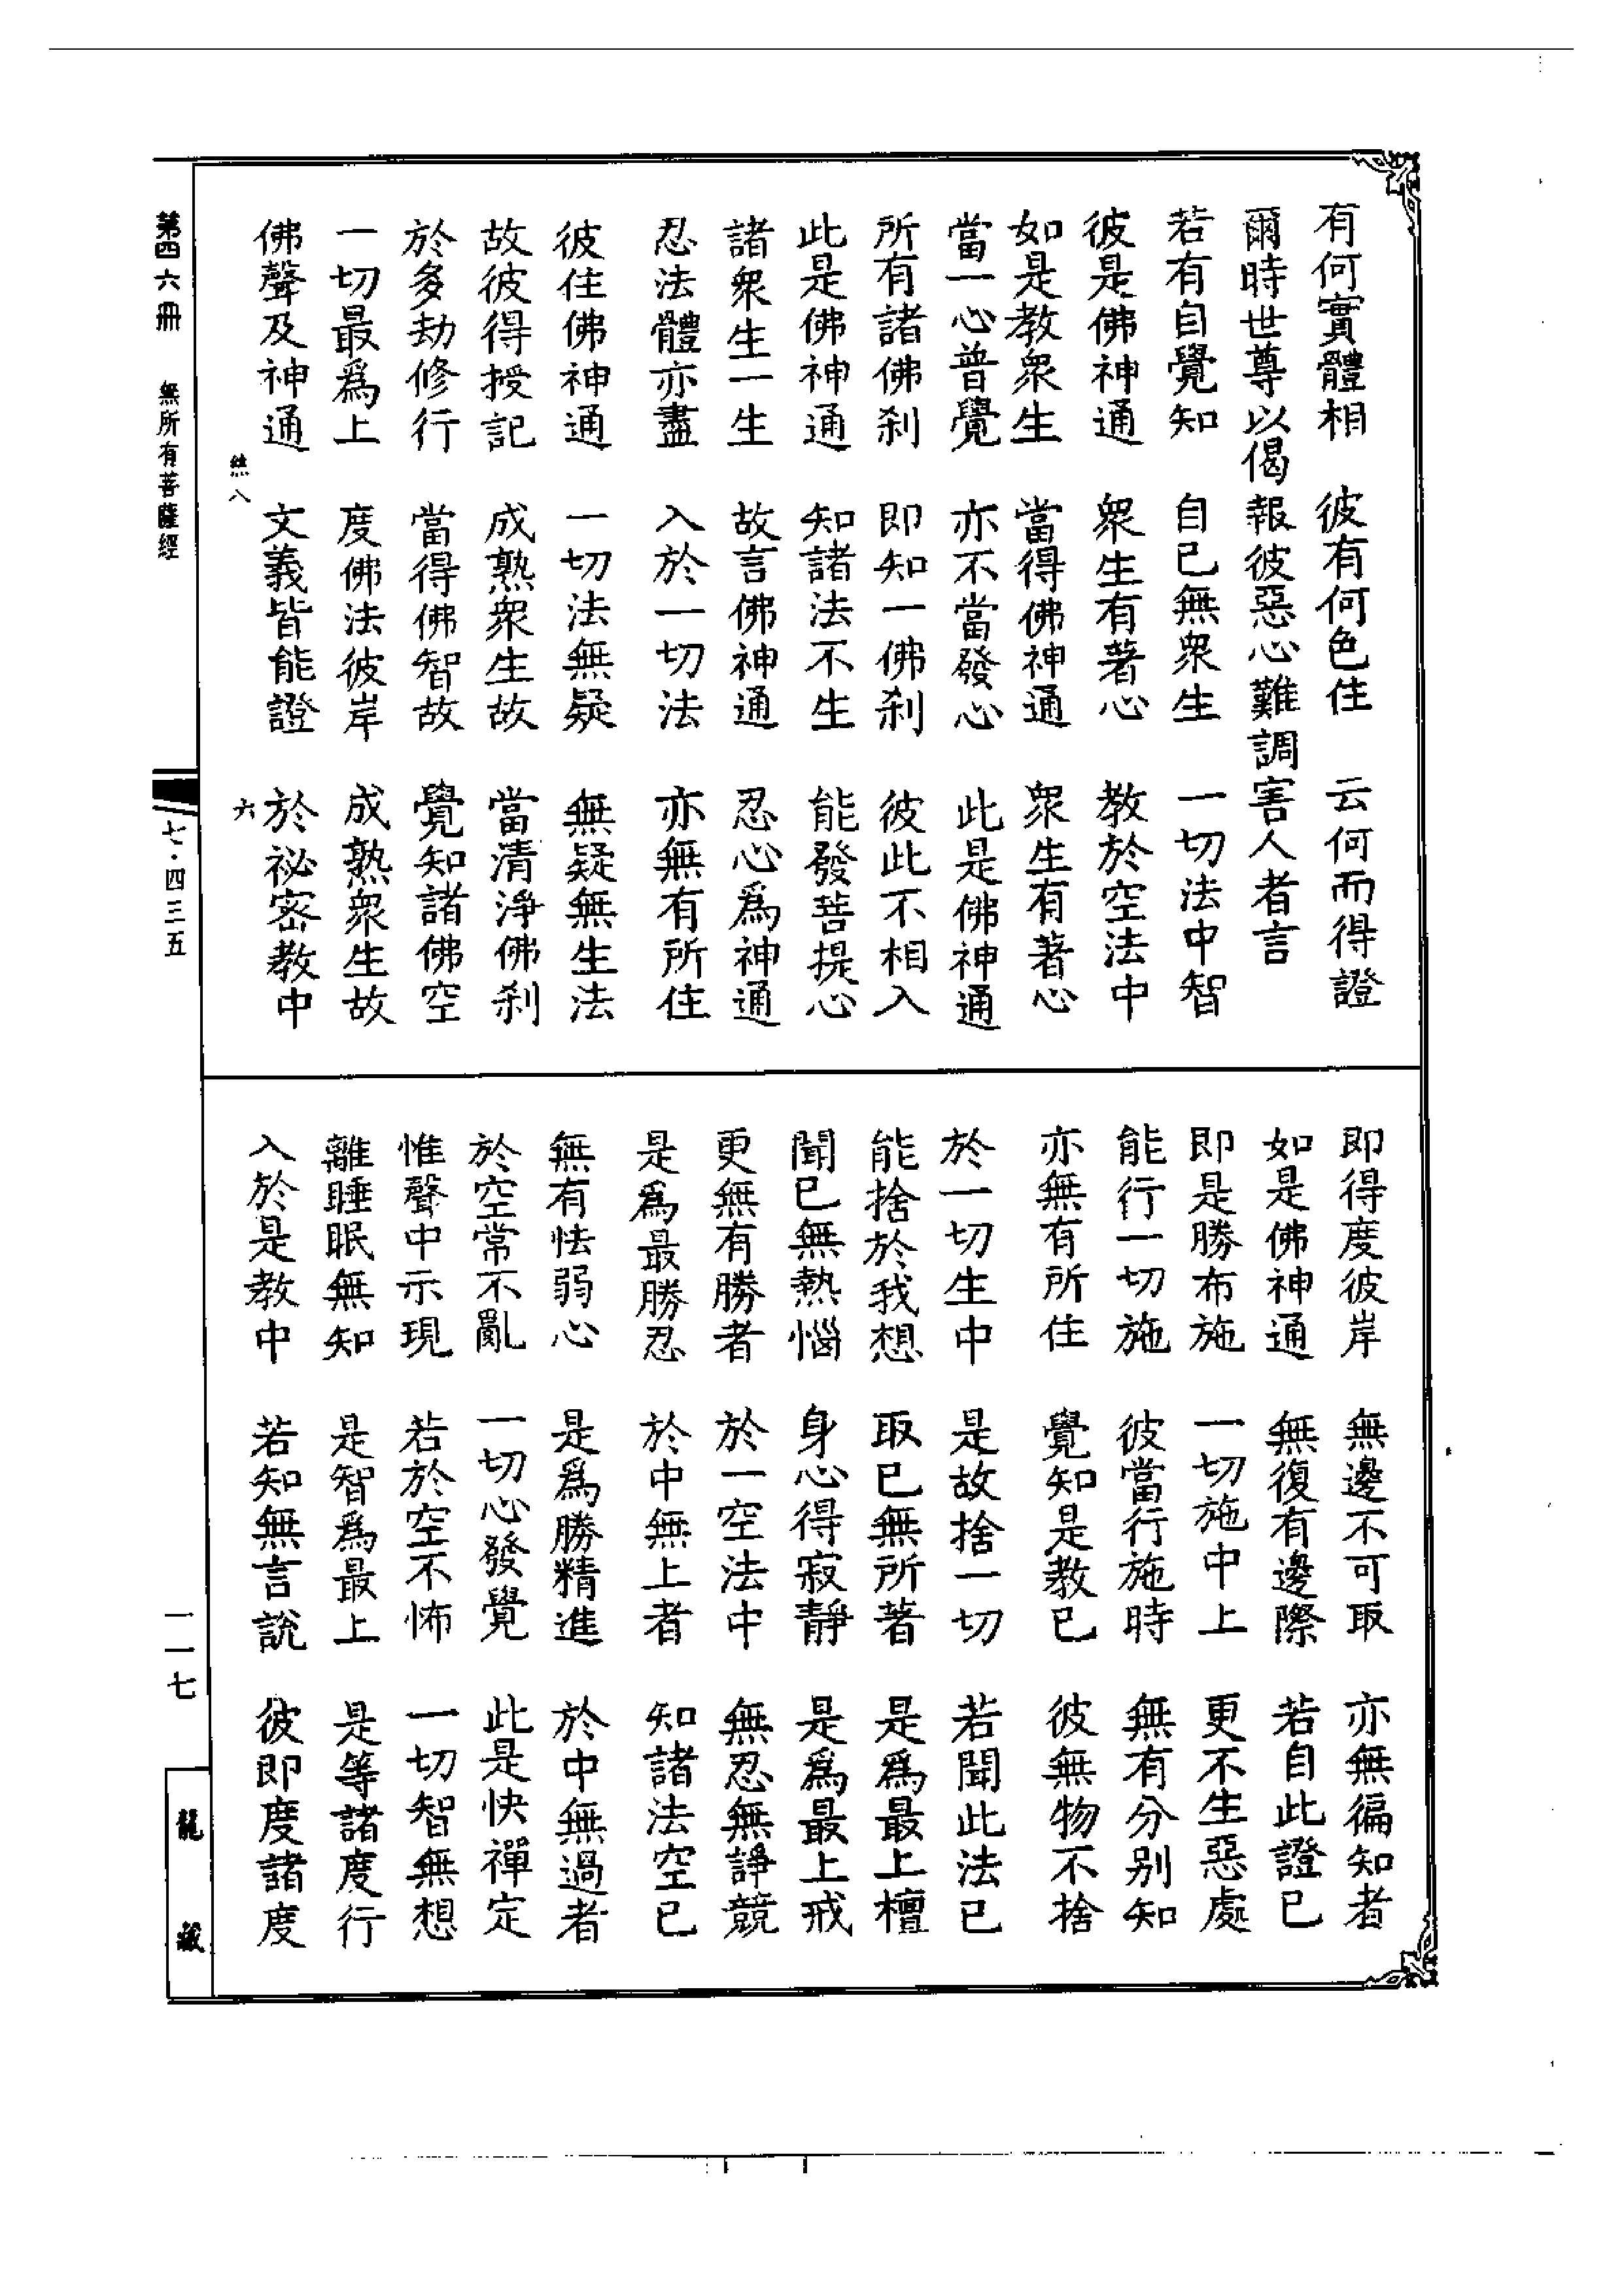 有何實體相　彼有何色住　云何而得證
爾時世尊以偈報彼惡心難調害人者言
若有自覺知　自已無衆生　一切法中智
彼是佛神通　衆生有著心　教於空法中
如是教衆生　當得佛神通　衆生有著心
當一心普覺　亦不當發心　此是佛神通
所有諸佛刹　即知一佛刹　彼此不相入
此是佛神通　知諸法不生　能發菩提心
諸衆生一生　故言佛神通　忍心爲神通
忍法體亦盡　入於一切法　亦無有所住
彼住佛神通　一切法無疑　無疑無生法
故彼得授記　成熟衆生故　當清淨佛刹
於多劫修行　當得佛智故　覺知諸佛空
一切最爲上　度佛法彼岸　成熟衆生故
佛聲及神通　文義皆能證　於祕密教中
八　六
即得度彼岸　無邊不可取　亦無徧知者
如是佛神通　無復有邊際　若自此證已
即是勝布施　一切施中上　更不生惡處
能行一切施　彼當行施時　無有分别知
亦無有所住　覺知是教已　彼無物不捨
於一切生中　是故捨一切　若聞此法已
能捨於我想　取已無所著　是爲最上檀
聞已無熱惱　身心得寂靜　是爲最上戒
更無有勝者　於一空法中　無忍無諍競
是爲最勝忍　於中無上者　知諸法空已
無有怯弱心　是爲勝精進　於中無過者
於空常不亂　一切心發覺　此是快禪定
惟聲中示現　若於空不怖　一切智無想
離睡眠無知　是智爲最上　是等諸度行
入於是教中　若知無言說　彼即度諸度
第四六冊　無所有菩薩經
七·四三五
一一七
龍藏